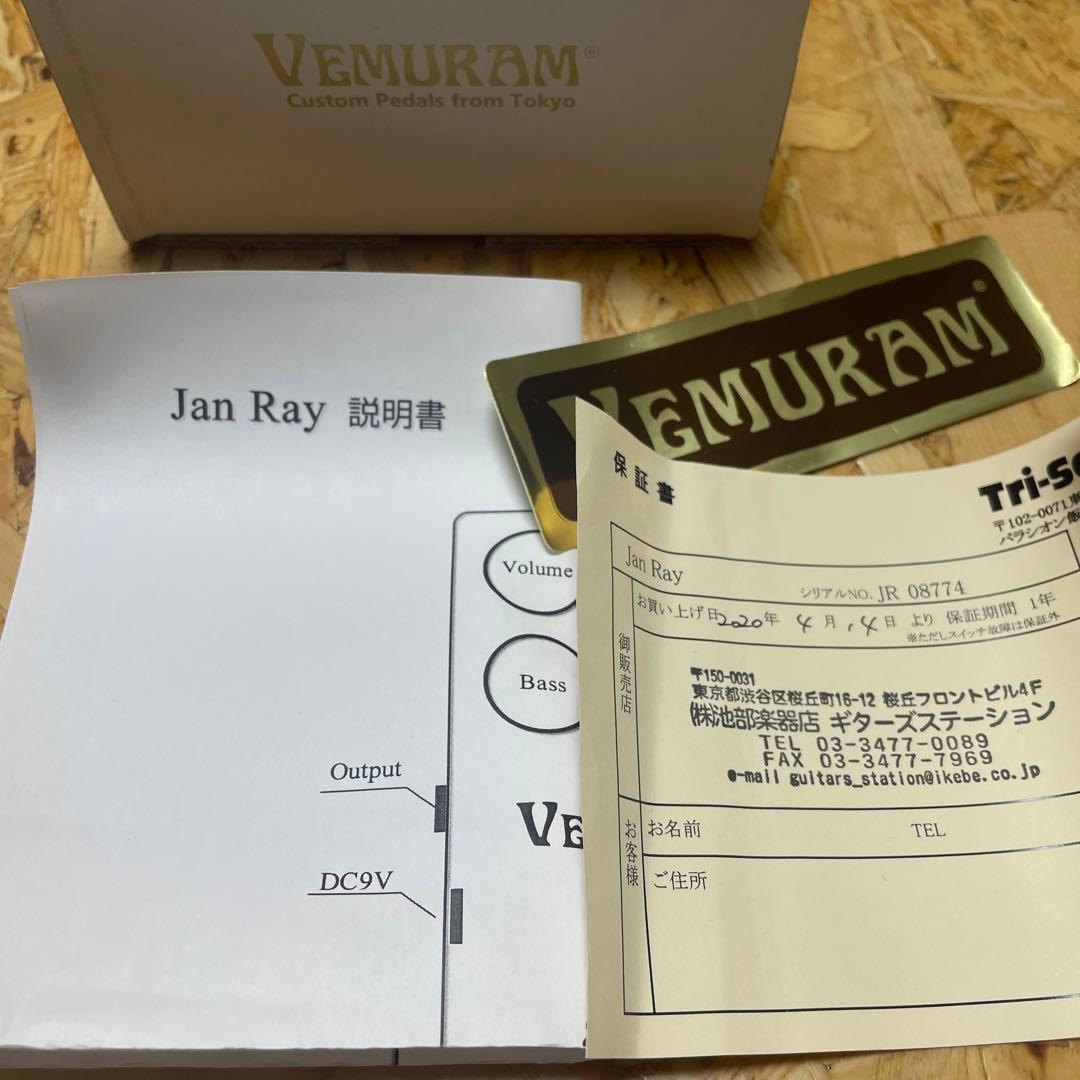 VEMURAM®
Custom Pedals from Tokyo
VEMURAM®
Jan Ray 説明書
Volume
Bass
Output
DC9V
保証書
〒102-0071
Jan Ray
シリアルNO. JR 08774
お買い上げ日2020年 4月14日 より 保証期間 1年
※ただしスイッチ故障は保証外
御販売店
〒150-0031
東京都渋谷区桜丘町16-12 桜丘フロントビル4F
(株)池部楽器店 ギターズステーション
TEL 03-3477-0089
FAX 03-3477-7969
e-mail guitars_station@ikebe.co.jp
お客様
お名前 TEL
ご住所